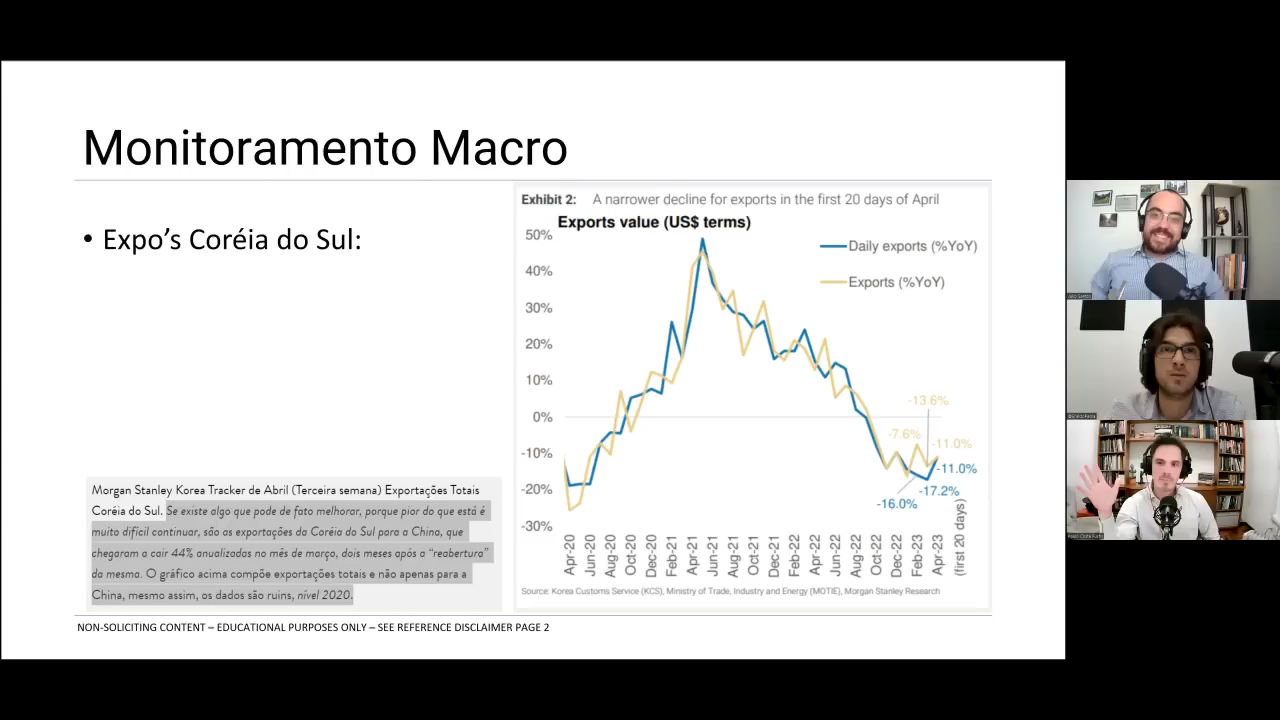 Monitoramento Macro
• Expo's Coréia do Sul:
Morgan Stanley Korea Tracker de Abril (Terceira semana) Exportações Totais
Coréia do Sul. Se existe algo que pode de fato melhorar, porque pior do que está é
muito difícil continuar, são as exportações da Coréia do Sul para a China, que
chegaram a cair 44% anualizadas no mês de março, dois meses após a “reabertura”
da mesma. O gráfico acima compõe exportações totais e não apenas para a
China, mesmo assim, os dados são ruins, nível 2020.
Exhibit 2: A narrower decline for exports in the first 20 days of April
Exports value (US$ terms)
Daily exports (%YoY)
Exports (%YoY)
50%
40%
30%
20%
10%
0%
-10%
-20%
-30%
-13.6%
-7.6%
-11.0%
-11.0%
-17.2%
-16.0%
Apr-20
Jun-20
Aug-20
Oct-20
Dec-20
Feb-21
Apr-21
Jun-21
Aug-21
Oct-21
Dec-21
Feb-22
Apr-22
Jun-22
Aug-22
Oct-22
Dec-22
Feb-23
Apr-23
(first 20 days)
Source: Korea Customs Service (KCS), Ministry of Trade, Industry and Energy (MOTIE), Morgan Stanley Research
NON-SOLICITING CONTENT – EDUCATIONAL PURPOSES ONLY – SEE REFERENCE DISCLAIMER PAGE 2